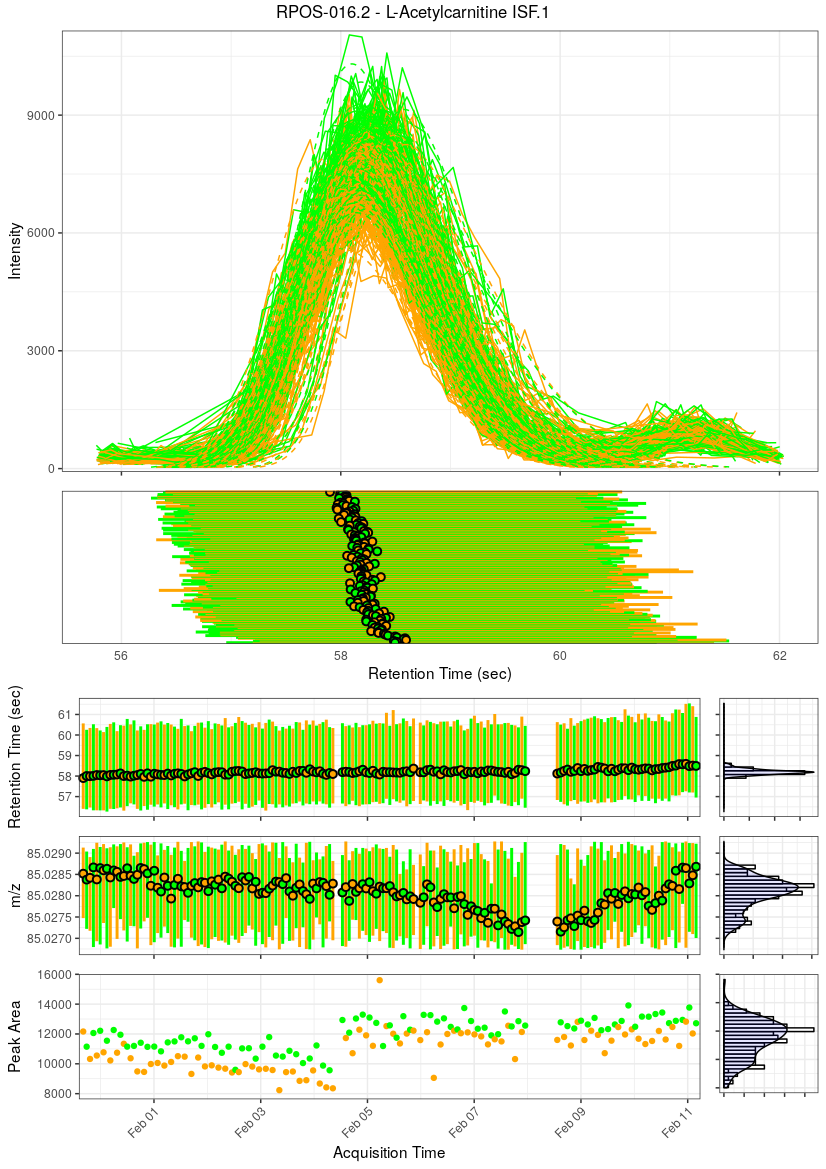 RPOS-016.2 - L-Acetylcarnitine ISF.1
Intensity
9000
6000
3000
0
56 58 60 62
Retention Time (sec)
Retention Time (sec)
61
60
59
58
57
m/z
85.0290
85.0285
85.0280
85.0275
85.0270
Peak Area
16000
14000
12000
10000
8000
Feb 01 Feb 03 Feb 05 Feb 07 Feb 09 Feb 11
Acquisition Time